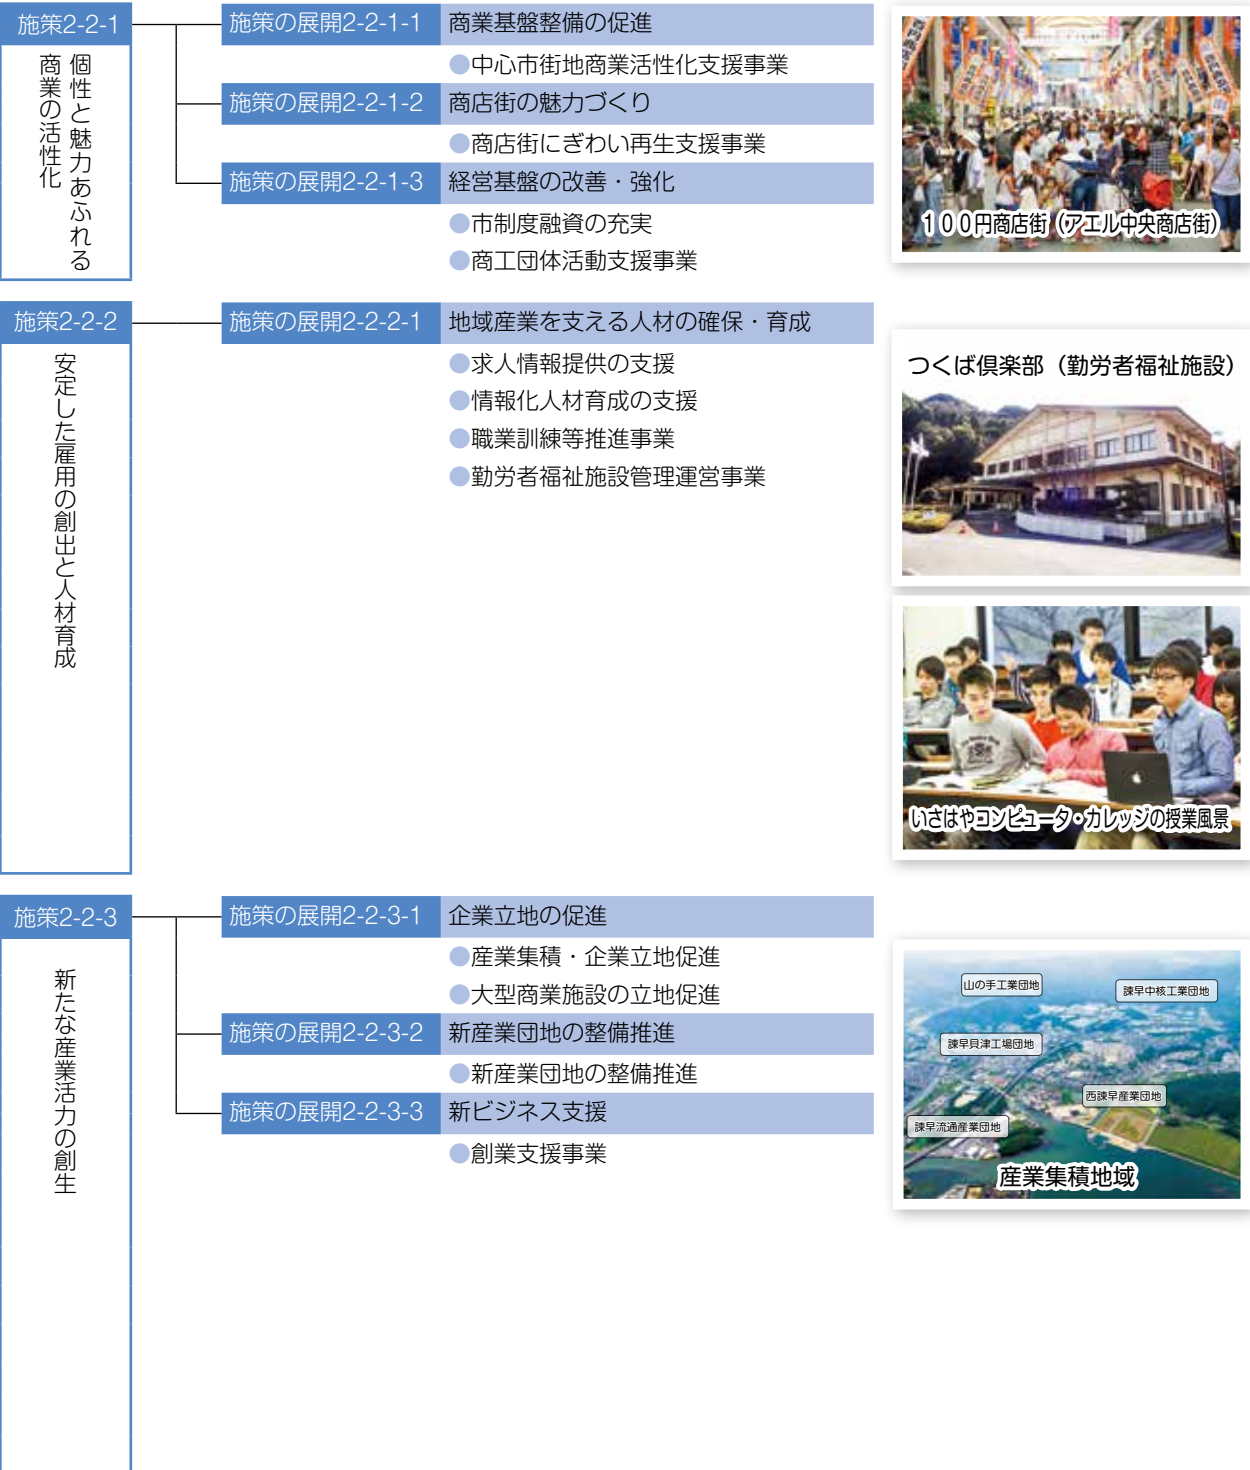 施策2-2-1
個性と魅力あふれる
商業の活性化
施策の展開2-2-1-1 商業基盤整備の促進
●中心市街地商業活性化支援事業
施策の展開2-2-1-2 商店街の魅力づくり
●商店街にぎわい再生支援事業
施策の展開2-2-1-3 経営基盤の改善・強化
●市制度融資の充実
●商工団体活動支援事業
100円商店街(アエル中央商店街)
施策2-2-2
安定した雇用の創出と人材育成
施策の展開2-2-2-1 地域産業を支える人材の確保・育成
●求人情報提供の支援
●情報化人材育成の支援
●職業訓練等推進事業
●勤労者福祉施設管理運営事業
つくば倶楽部(勤労者福祉施設)
いさはやコンピュータ・カレッジの授業風景
施策2-2-3
新たな産業活力の創生
施策の展開2-2-3-1 企業立地の促進
●産業集積・企業立地促進
●大型商業施設の立地促進
施策の展開2-2-3-2 新産業団地の整備推進
●新産業団地の整備推進
施策の展開2-2-3-3 新ビジネス支援
●創業支援事業
山の手工業団地
諫早中核工業団地
諫早貝津工場団地
西諫早産業団地
諫早流通産業団地
産業集積地域